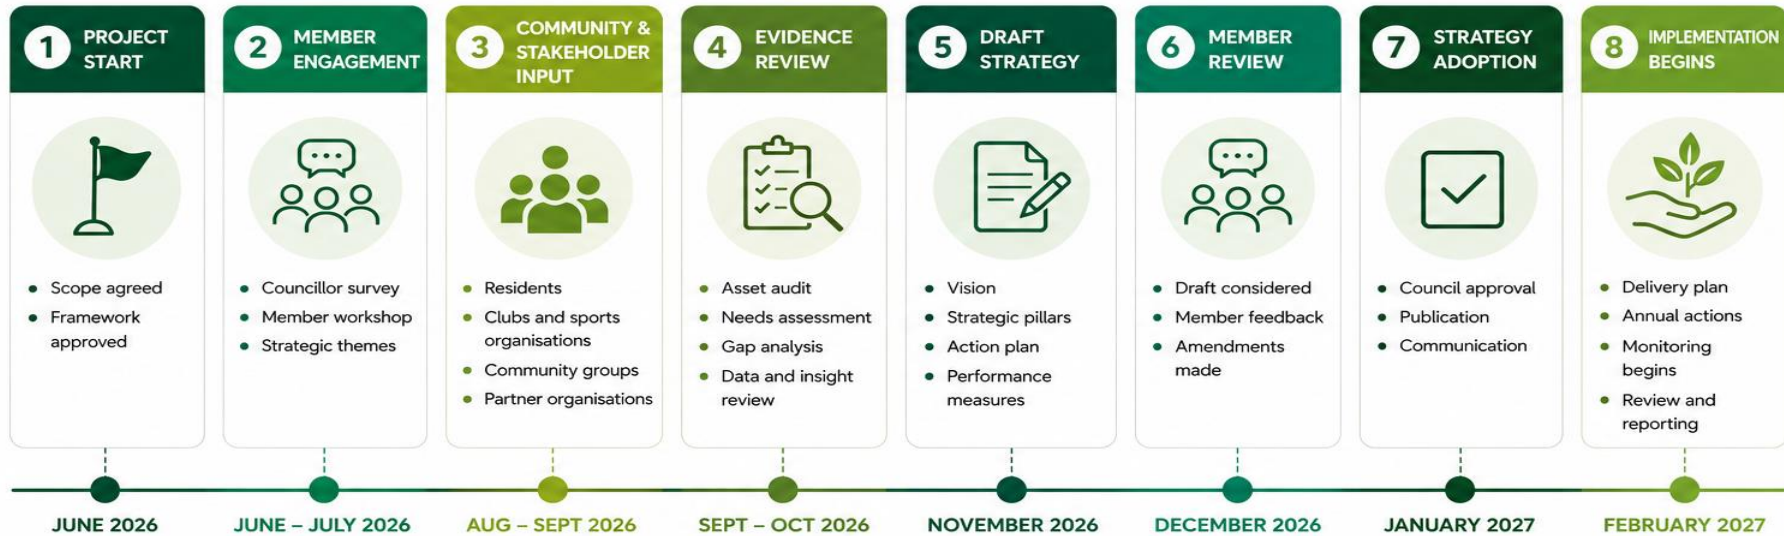 1 PROJECT
START
Scope agreed
Framework
approved
JUNE 2026
2 MEMBER
ENGAGEMENT
Councillor survey
Member workshop
Strategic themes
JUNE – JULY 2026
3 COMMUNITY &
STAKEHOLDER
INPUT
Residents
Clubs and sports
organisations
Community groups
Partner organisations
AUG – SEPT 2026
4 EVIDENCE
REVIEW
Asset audit
Needs assessment
Gap analysis
Data and insight
review
SEPT – OCT 2026
5 DRAFT
STRATEGY
Vision
Strategic pillars
Action plan
Performance
measures
NOVEMBER 2026
6 MEMBER
REVIEW
Draft considered
Member feedback
Amendments
made
DECEMBER 2026
7 STRATEGY
ADOPTION
Council approval
Publication
Communication
JANUARY 2027
8 IMPLEMENTATION
BEGINS
Delivery plan
Annual actions
Monitoring
begins
Review and
reporting
FEBRUARY 2027